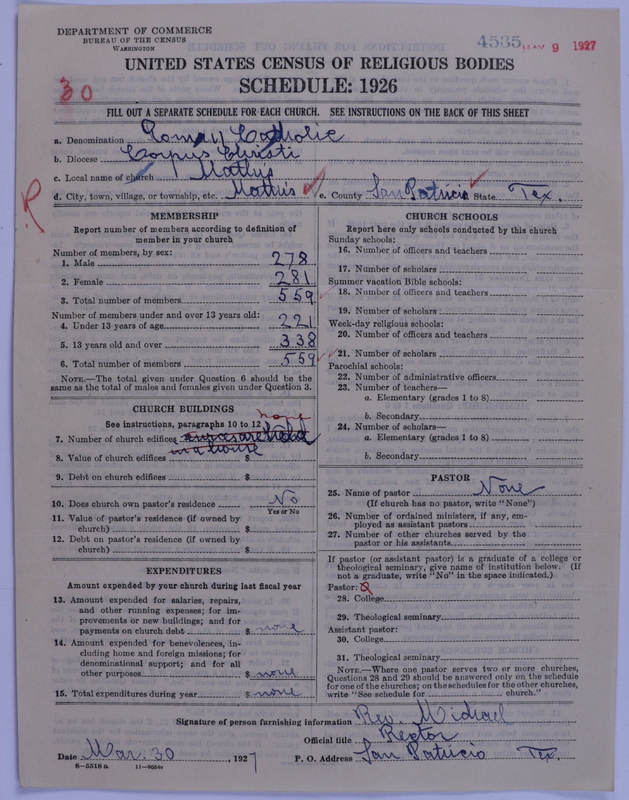 DEPARTMENT OF COMMERCE
BUREAU OF THE CENSUS
WASHINGTON
4535 MAY 9 1927
UNITED STATES CENSUS OF RELIGIOUS BODIES
SCHEDULE: 1926
30
FILL OUT A SEPARATE SCHEDULE FOR EACH CHURCH. SEE INSTRUCTIONS ON THE BACK OF THIS SHEET
a. Denomination Roman Catholic
b. Diocese Corpus Christi
c. Local name of church Mathis
d. City, town, village, or township, etc. Mathis e. County San Patricio State Tex.
R
MEMBERSHIP
Report number of members according to definition of
member in your church
Number of members, by sex:
1. Male 278
2. Female 281
3. Total number of members 559
Number of members under and over 13 years old:
4. Under 13 years of age 221
5. 13 years old and over 338
6. Total number of members 559
NOTE.—The total given under Question 6 should be
the same as the total of males and females given under Question 3.
CHURCH BUILDINGS
See instructions, paragraphs 10 to 12 none
7. Number of church edifices services are held
in a house
8. Value of church edifices $
9. Debt on church edifices $
10. Does church own pastor's residence No
Yes or No
11. Value of pastor's residence (if owned by
church) $
12. Debt on pastor's residence (if owned by
church) $
EXPENDITURES
Amount expended by your church during last fiscal year
13. Amount expended for salaries, repairs,
and other running expenses; for im-
provements or new buildings; and for
payments on church debt $ none
14. Amount expended for benevolences, in-
cluding home and foreign missions; for
denominational support; and for all
other purposes $ none
15. Total expenditures during year $ none
CHURCH SCHOOLS
Report here only schools conducted by this church
Sunday schools:
16. Number of officers and teachers
17. Number of scholars
Summer vacation Bible schools:
18. Number of officers and teachers
19. Number of scholars
Week-day religious schools:
20. Number of officers and teachers
21. Number of scholars
Parochial schools:
22. Number of administrative officers
23. Number of teachers—
a. Elementary (grades 1 to 8)
b. Secondary
24. Number of scholars—
a. Elementary (grades 1 to 8)
b. Secondary
PASTOR
25. Name of pastor None
(If church has no pastor, write "None")
26. Number of ordained ministers, if any, em-
ployed as assistant pastors
27. Number of other churches served by the
pastor or his assistants
If pastor (or assistant pastor) is a graduate of a college or
theological seminary, give name of institution below. (If
not a graduate, write "No" in the space indicated.)
Pastor:
28. College
29. Theological seminary
Assistant pastor:
30. College
31. Theological seminary
NOTE.—Where one pastor serves two or more churches,
Questions 28 and 29 should be answered only on the schedule
for one of the churches; on the schedules for the other churches,
write "See schedule for church."
Signature of person furnishing information Rev. Michael
Official title Rector
Date Mar. 30, 1927 P. O. Address San Patricio Tex.
8—5518 a 11—9554c